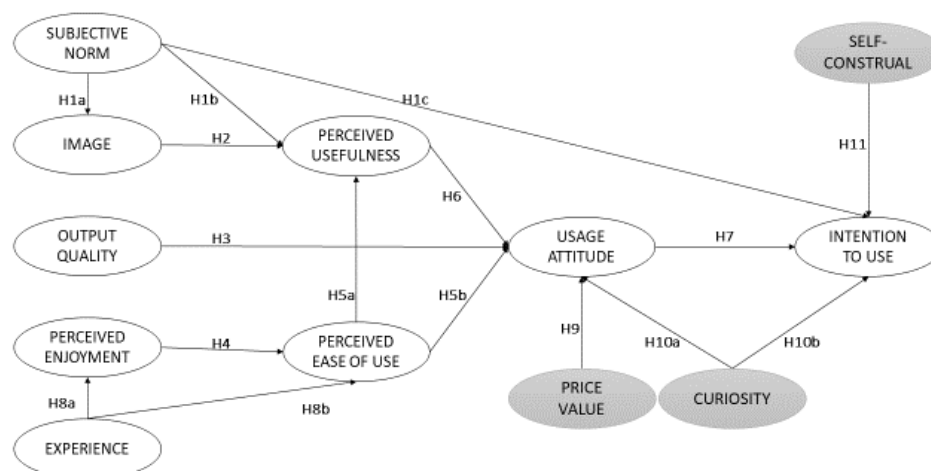 SUBJECTIVE
NORM
SELF-
CONSTRUAL
H1a
H1b
H1c
IMAGE
H2
PERCEIVED
USEFULNESS
H11
H6
OUTPUT
QUALITY
H3
USAGE
ATTITUDE
H7
INTENTION
TO USE
H5a
H5b
PERCEIVED
ENJOYMENT
H4
PERCEIVED
EASE OF USE
H9
H10a
H10b
H8a
H8b
PRICE
VALUE
CURIOSITY
EXPERIENCE